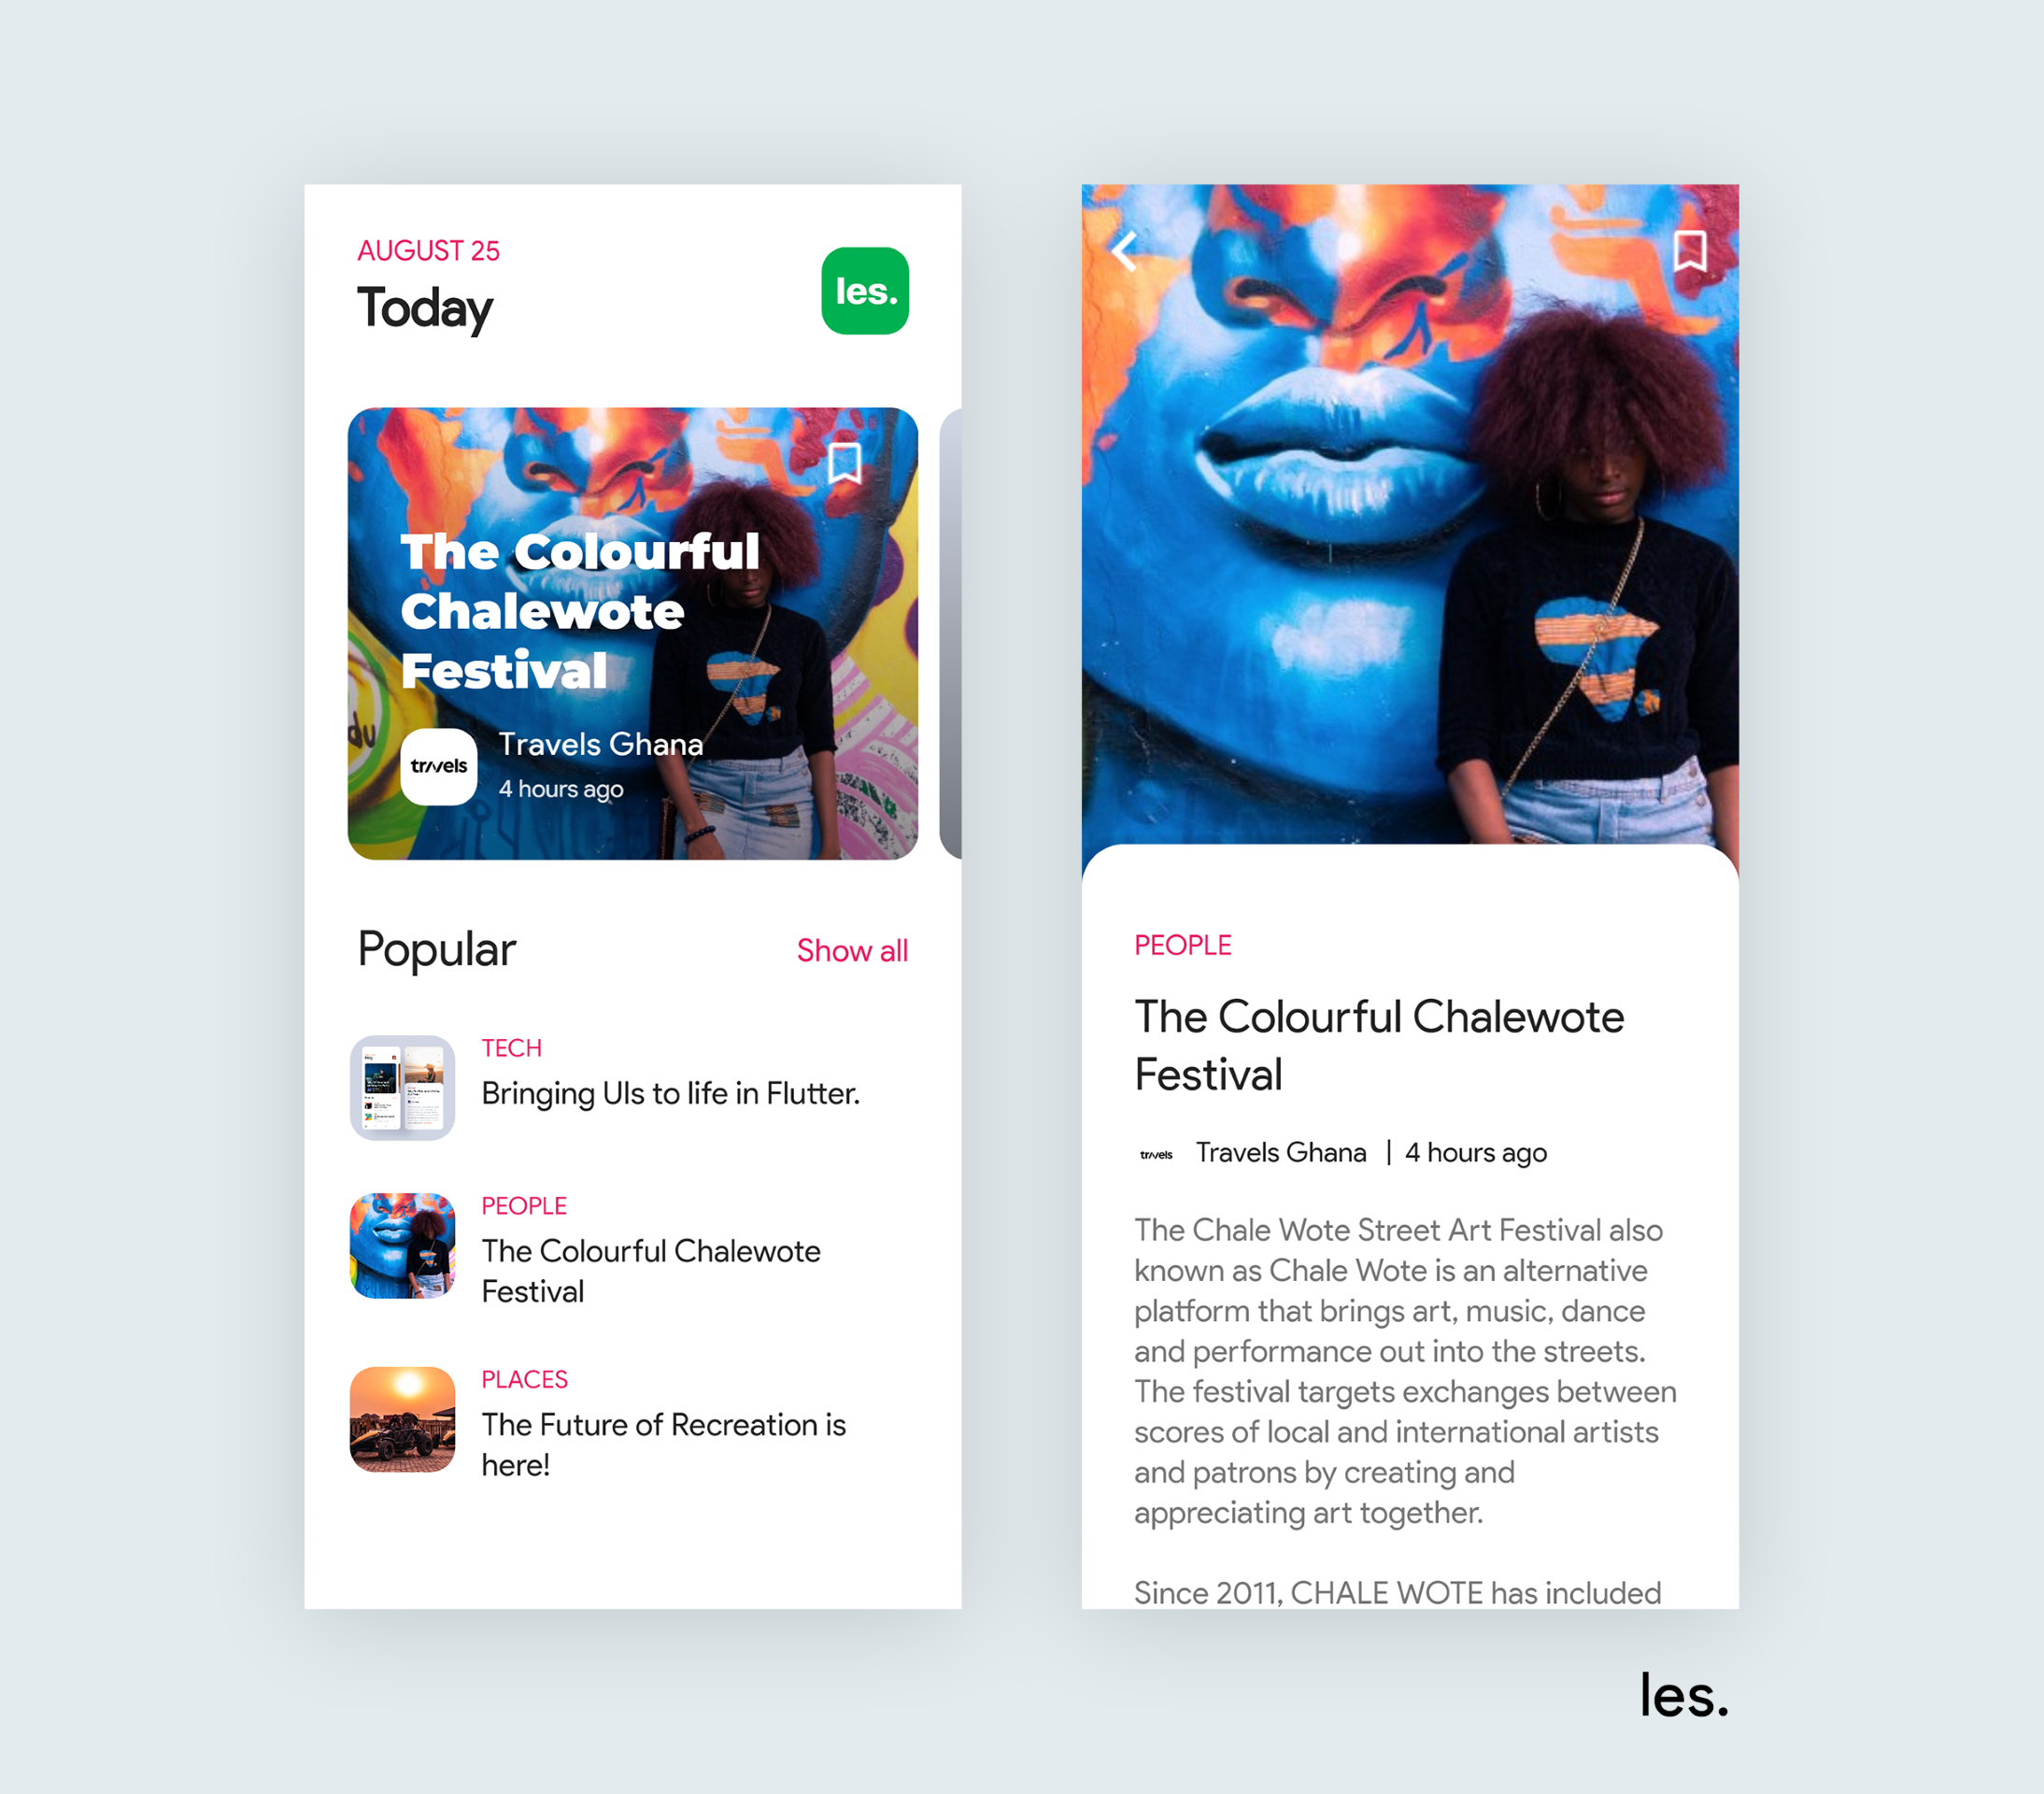 AUGUST 25
Today
les.
The Colourful
Chalewote
Festival
travels
Travels Ghana
4 hours ago
Popular
Show all
TECH
Bringing UIs to life in Flutter.
PEOPLE
The Colourful Chalewote
Festival
PLACES
The Future of Recreation is
here!
PEOPLE
The Colourful Chalewote
Festival
travels
Travels Ghana | 4 hours ago
The Chale Wote Street Art Festival also
known as Chale Wote is an alternative
platform that brings art, music, dance
and performance out into the streets.
The festival targets exchanges between
scores of local and international artists
and patrons by creating and
appreciating art together.
Since 2011, CHALE WOTE has included
les.